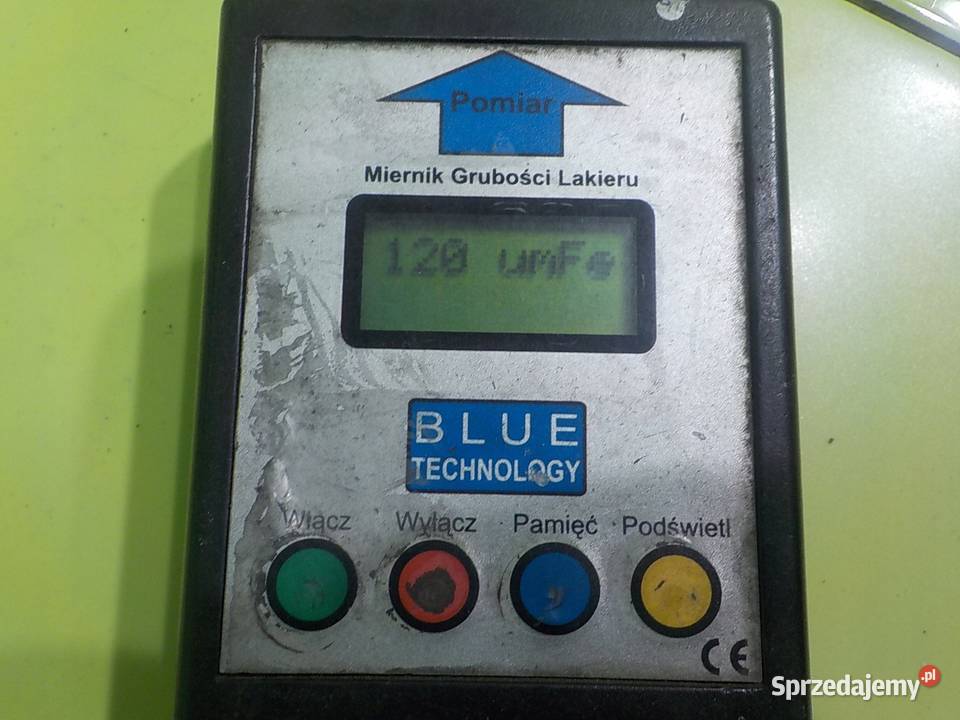 Pomiar
Miernik Grubości Lakieru
120 umFe
BLUE
TECHNOLOGY
Włącz Wyłącz Pamięć Podświetl
CE
Sprzedajemy.pl